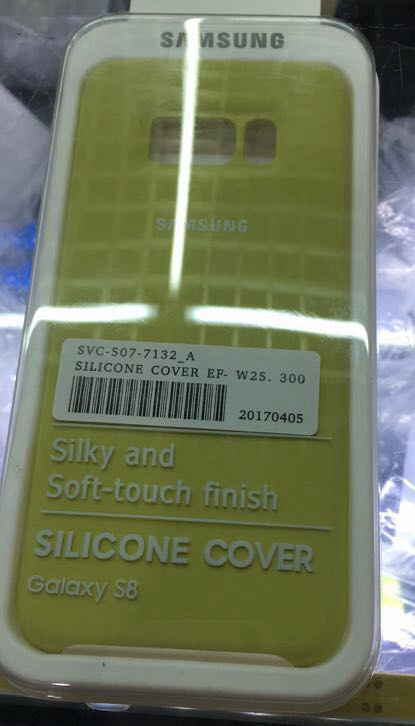 SAMSUNG
SAMSUNG
SVC-507-7132_A
SILICONE COVER EF- W25. 300
20170405
Silky and
Soft-touch finish
SILICONE COVER
Galaxy S8